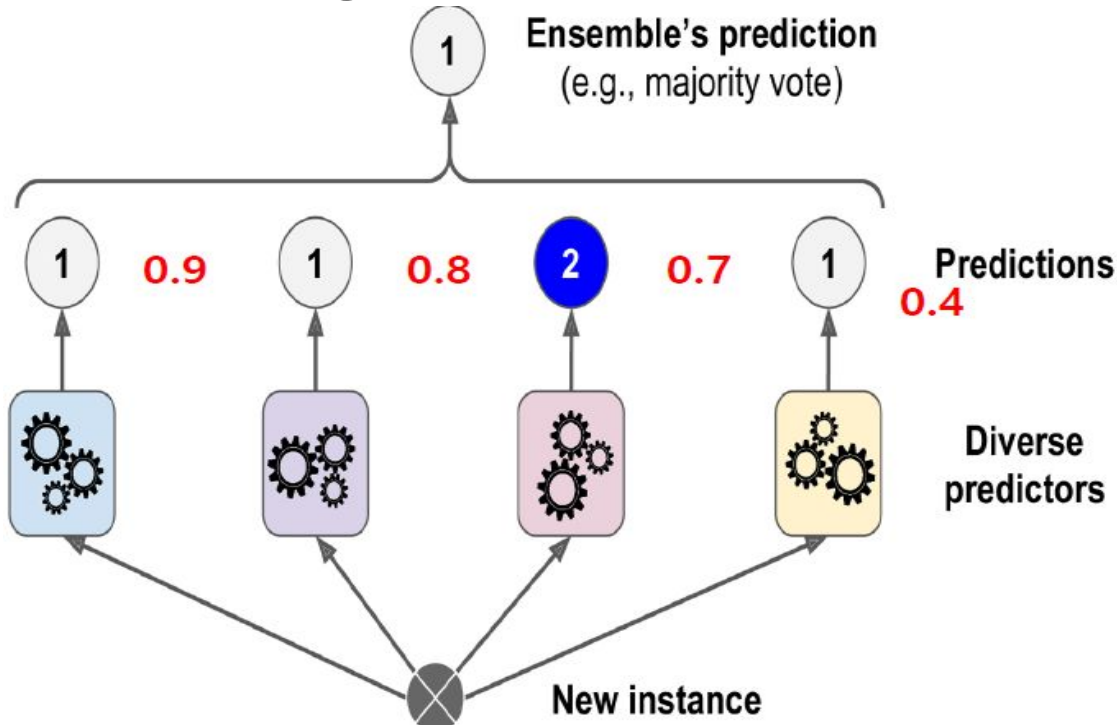 1
Ensemble's prediction
(e.g., majority vote)
1 0.9 1 0.8 2 0.7 1 Predictions
0.4
Diverse
predictors
New instance